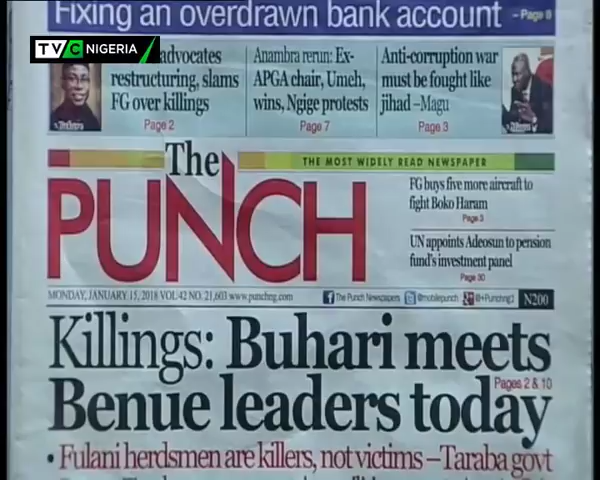 Fixing an overdrawn bank account - Page 8
TVC NIGERIA
advocates
restructuring, slams
FG over killings
Page 2
Anambra rerun: Ex-
APGA chair, Umeh,
wins, Ngige protests
Page 7
Anti-corruption war
must be fought like
jihad –Magu
Page 3
The
PUNCH
THE MOST WIDELY READ NEWSPAPER
FG buys five more aircraft to
fight Boko Haram
Page 3
UN appoints Adeosun to pension
fund's investment panel
Page 30
MONDAY, JANUARY 15, 2018 VOL 42 NO. 21,603 www.punchng.com
The Punch Newspapers @mobilepunch N200
Killings: Buhari meets
Benue leaders today
Pages 2 & 10
• Fulani herdsmen are killers, not victims –Taraba govt